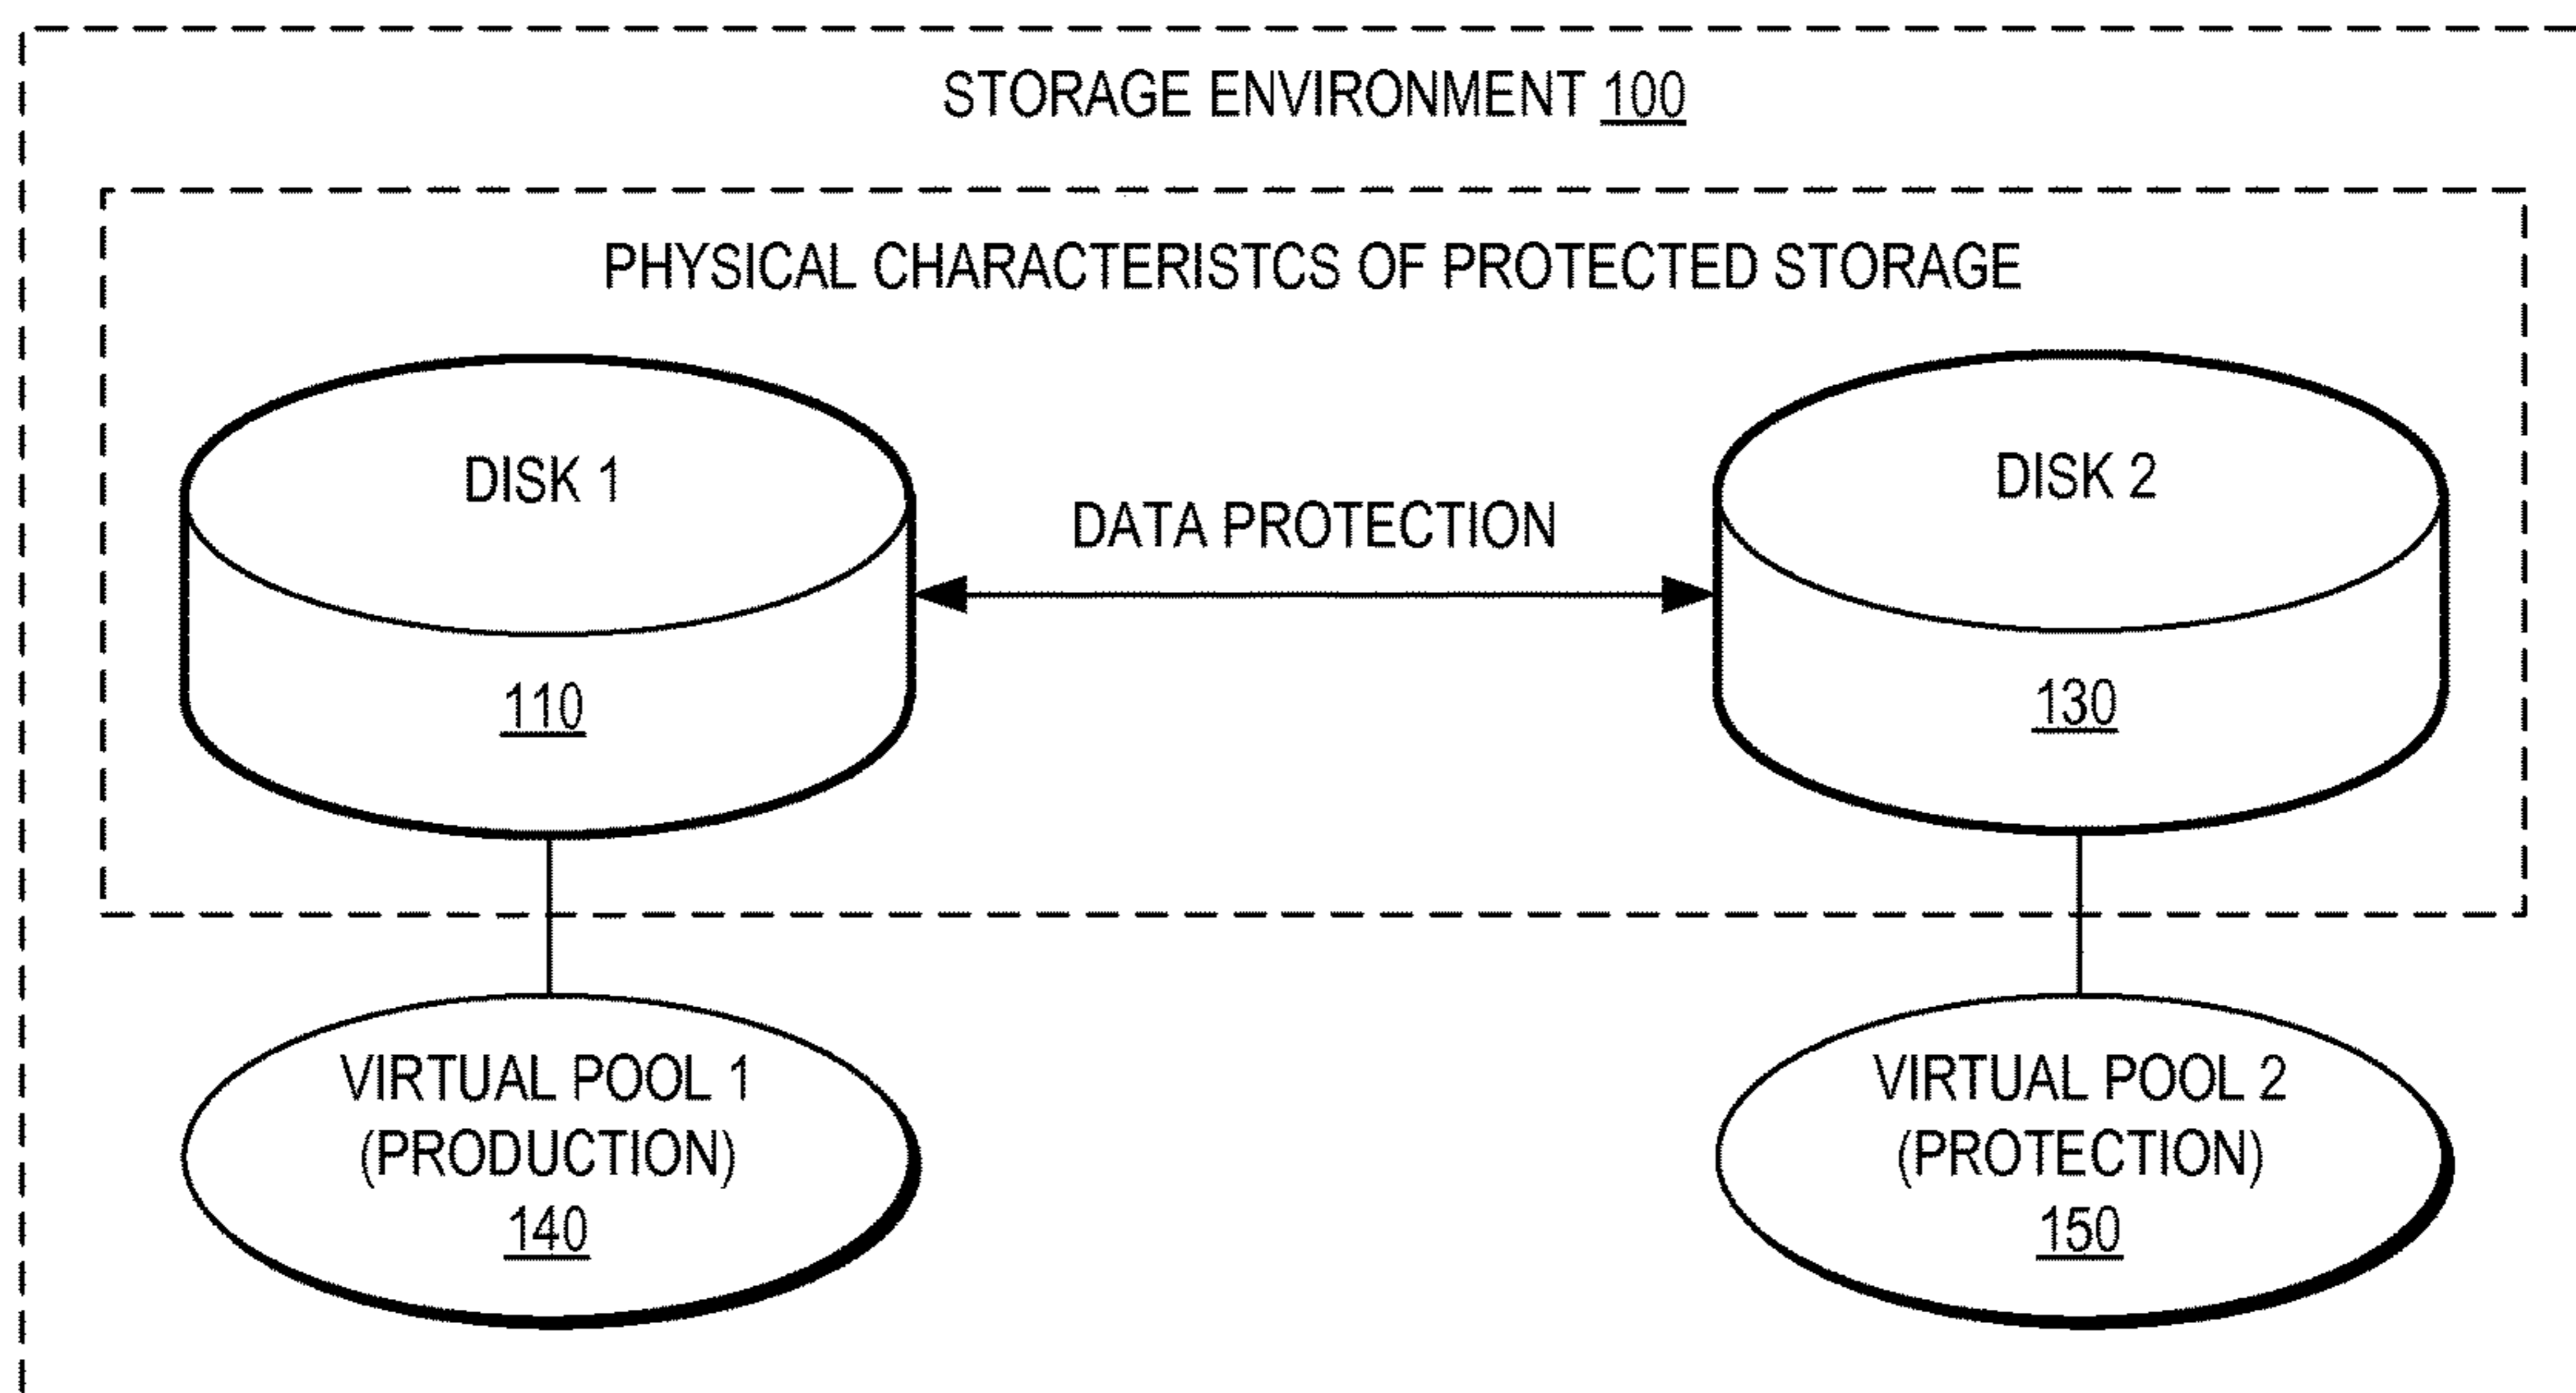 STORAGE ENVIRONMENT 100
PHYSICAL CHARACTERISTCS OF PROTECTED STORAGE
DISK 1
DISK 2
DATA PROTECTION
110
130
VIRTUAL POOL 1
(PRODUCTION)
140
VIRTUAL POOL 2
(PROTECTION)
150